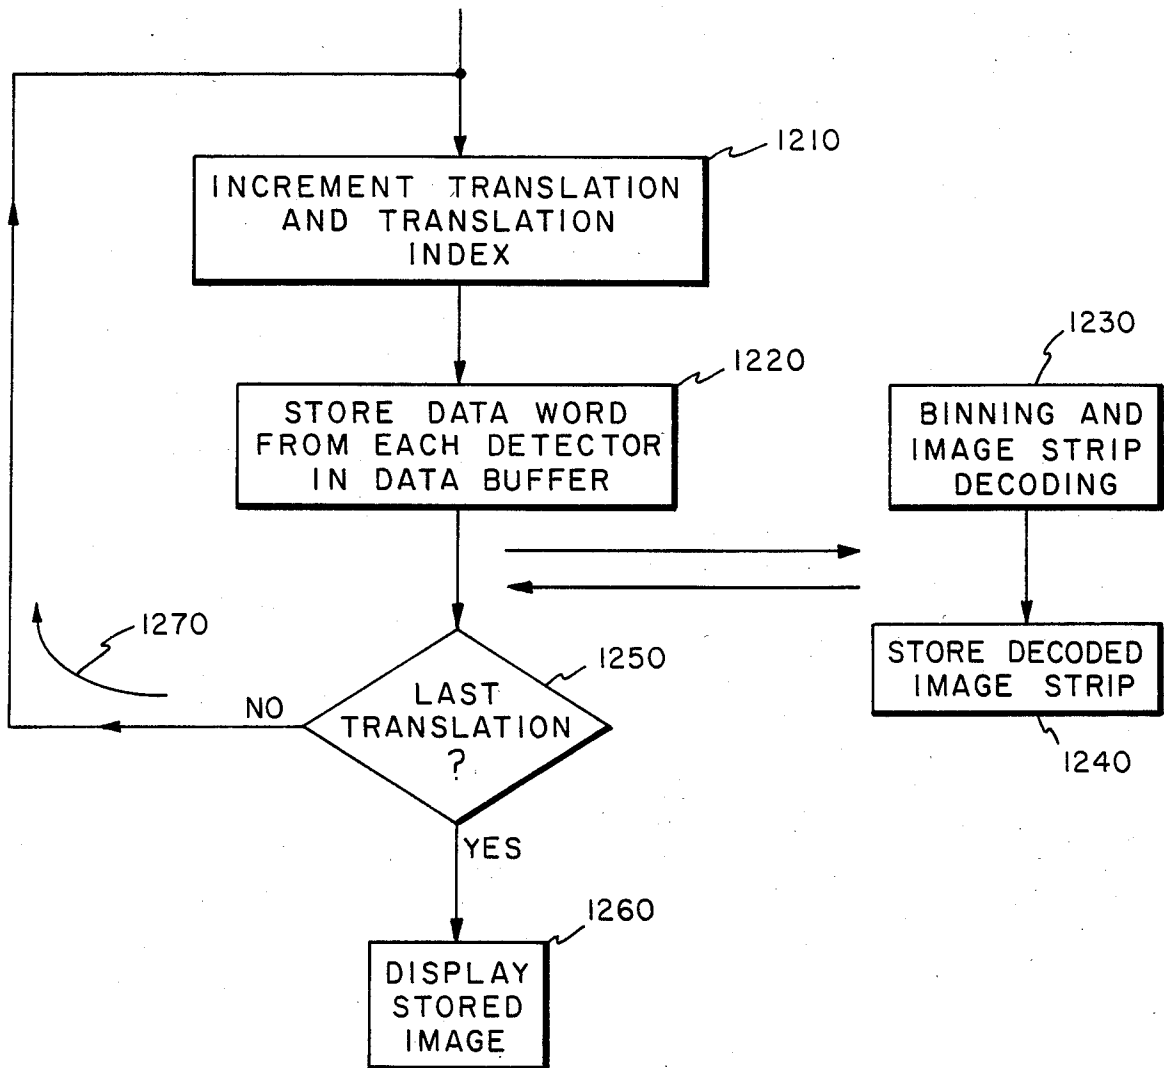 1210
INCREMENT TRANSLATION
AND TRANSLATION
INDEX
1220
STORE DATA WORD
FROM EACH DETECTOR
IN DATA BUFFER
1230
BINNING AND
IMAGE STRIP
DECODING
1270
1250
LAST
TRANSLATION
?
NO
STORE DECODED
IMAGE STRIP
1240
YES
1260
DISPLAY
STORED
IMAGE